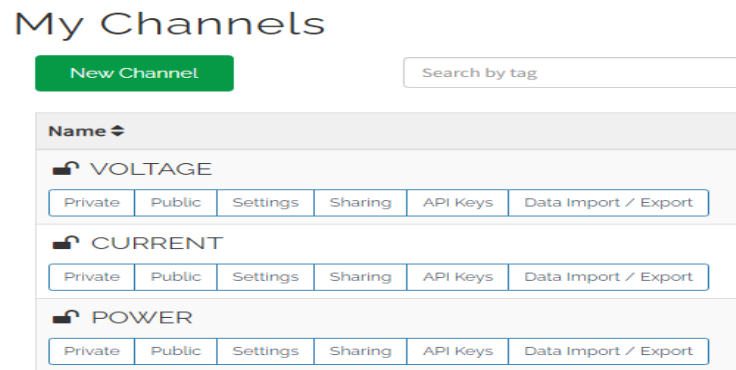 My Channels
New Channel Search by tag
Name
VOLTAGE
Private Public Settings Sharing API Keys Data Import / Export
CURRENT
Private Public Settings Sharing API Keys Data Import / Export
POWER
Private Public Settings Sharing API Keys Data Import / Export